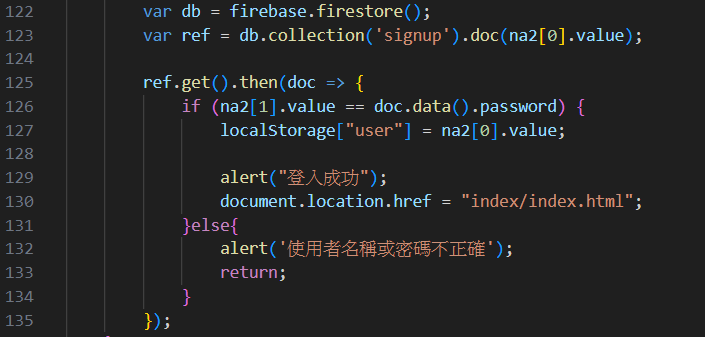 122 var db = firebase.firestore();
123 var ref = db.collection('signup').doc(na2[0].value);
124
125 ref.get().then(doc => {
126 if (na2[1].value == doc.data().password) {
127 localStorage["user"] = na2[0].value;
128
129 alert("登入成功");
130 document.location.href = "index/index.html";
131 }else{
132 alert('使用者名稱或密碼不正確');
133 return;
134 }
135 });